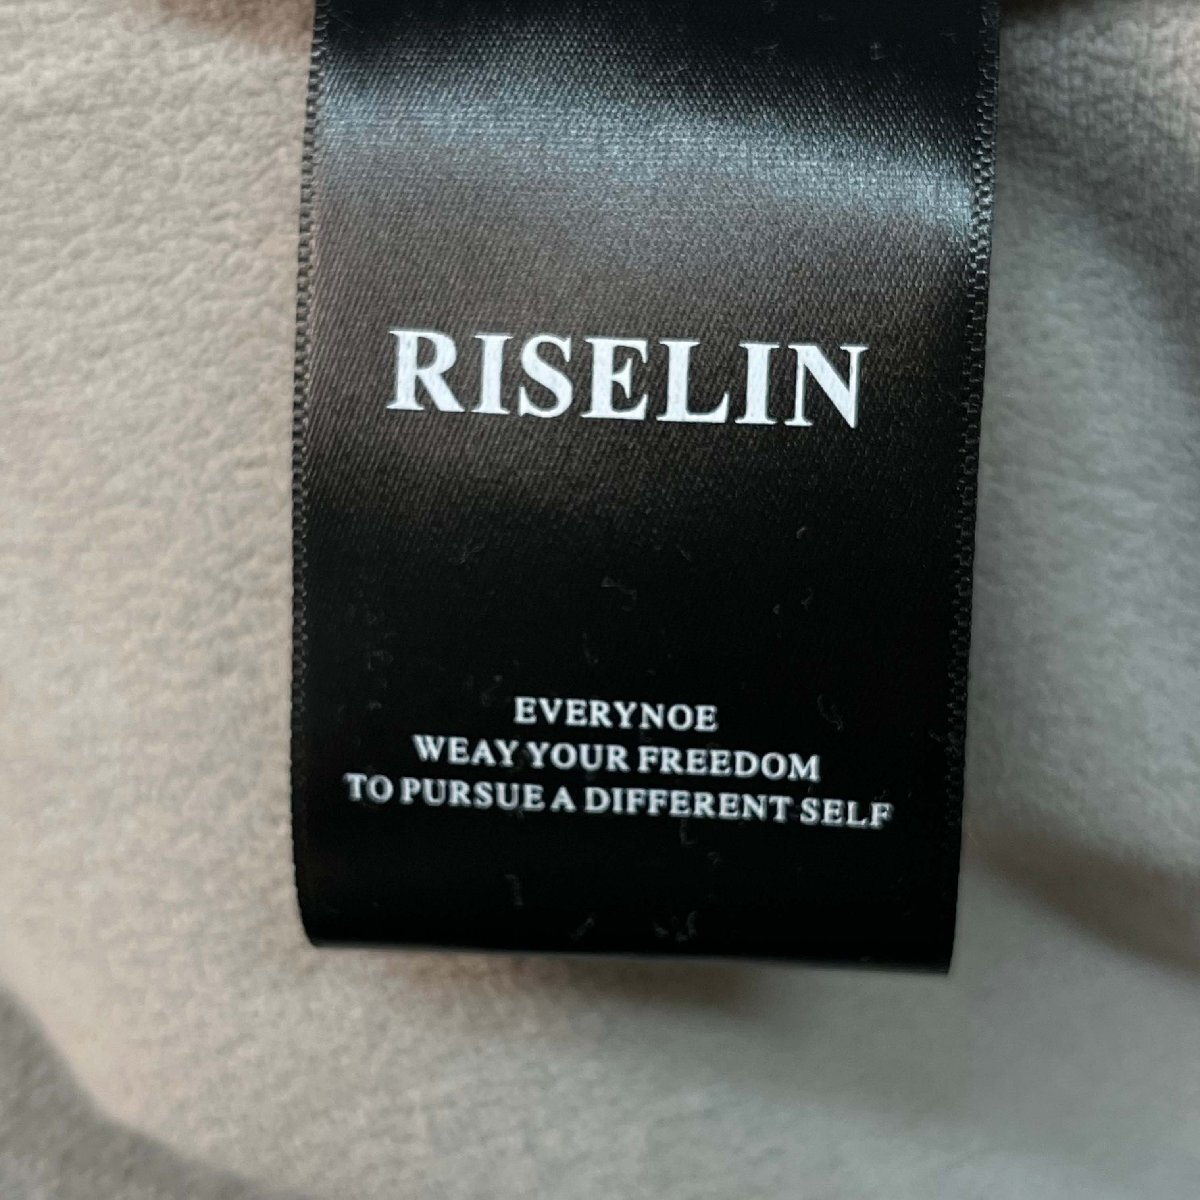 RISELIN
EVERYNOE
WEAY YOUR FREEDOM
TO PURSUE A DIFFERENT SELF